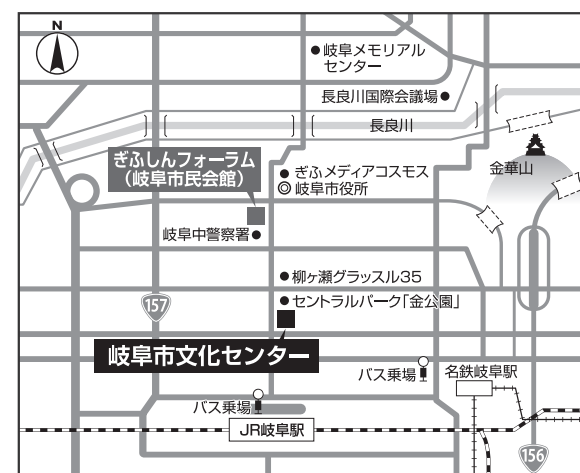 N
岐阜メモリアル
センター
長良川国際会議場
長良川
ぎふしんフォーラム
（岐阜市民会館）
ぎふメディアコスモス
岐阜市役所
金華山
岐阜中警察署
柳ヶ瀬グラッスル35
セントラルパーク「金公園」
157
岐阜市文化センター
バス乗場
名鉄岐阜駅
バス乗場
JR岐阜駅
156